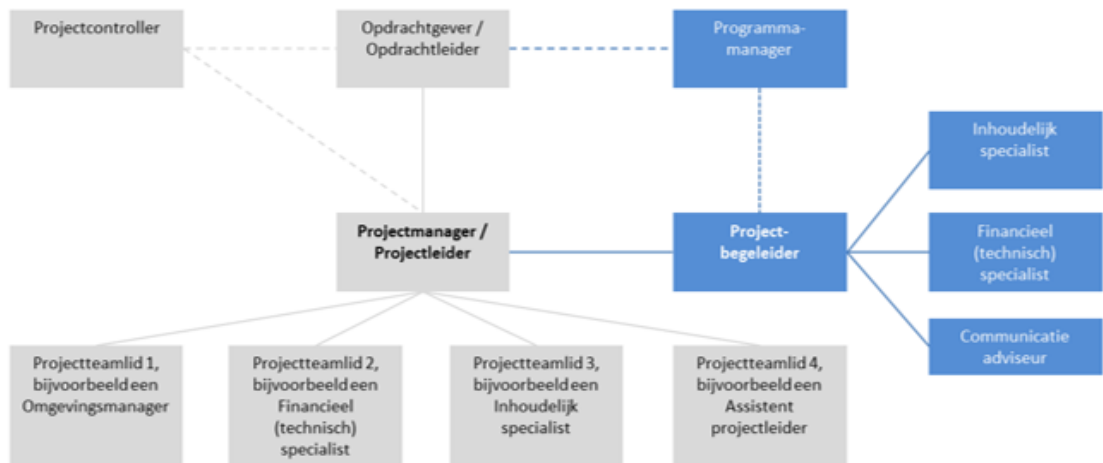 Projectcontroller
Opdrachtgever /
Opdrachtleider
Programma-
manager
Inhoudelijk
specialist
Projectmanager /
Projectleider
Project-
begeleider
Financieel
(technisch)
specialist
Communicatie
adviseur
Projectteamlid 1,
bijvoorbeeld een
Omgevingsmanager
Projectteamlid 2,
bijvoorbeeld een
Financieel
(technisch)
specialist
Projectteamlid 3,
bijvoorbeeld een
Inhoudelijk
specialist
Projectteamlid 4,
bijvoorbeeld een
Assistent
projectleider